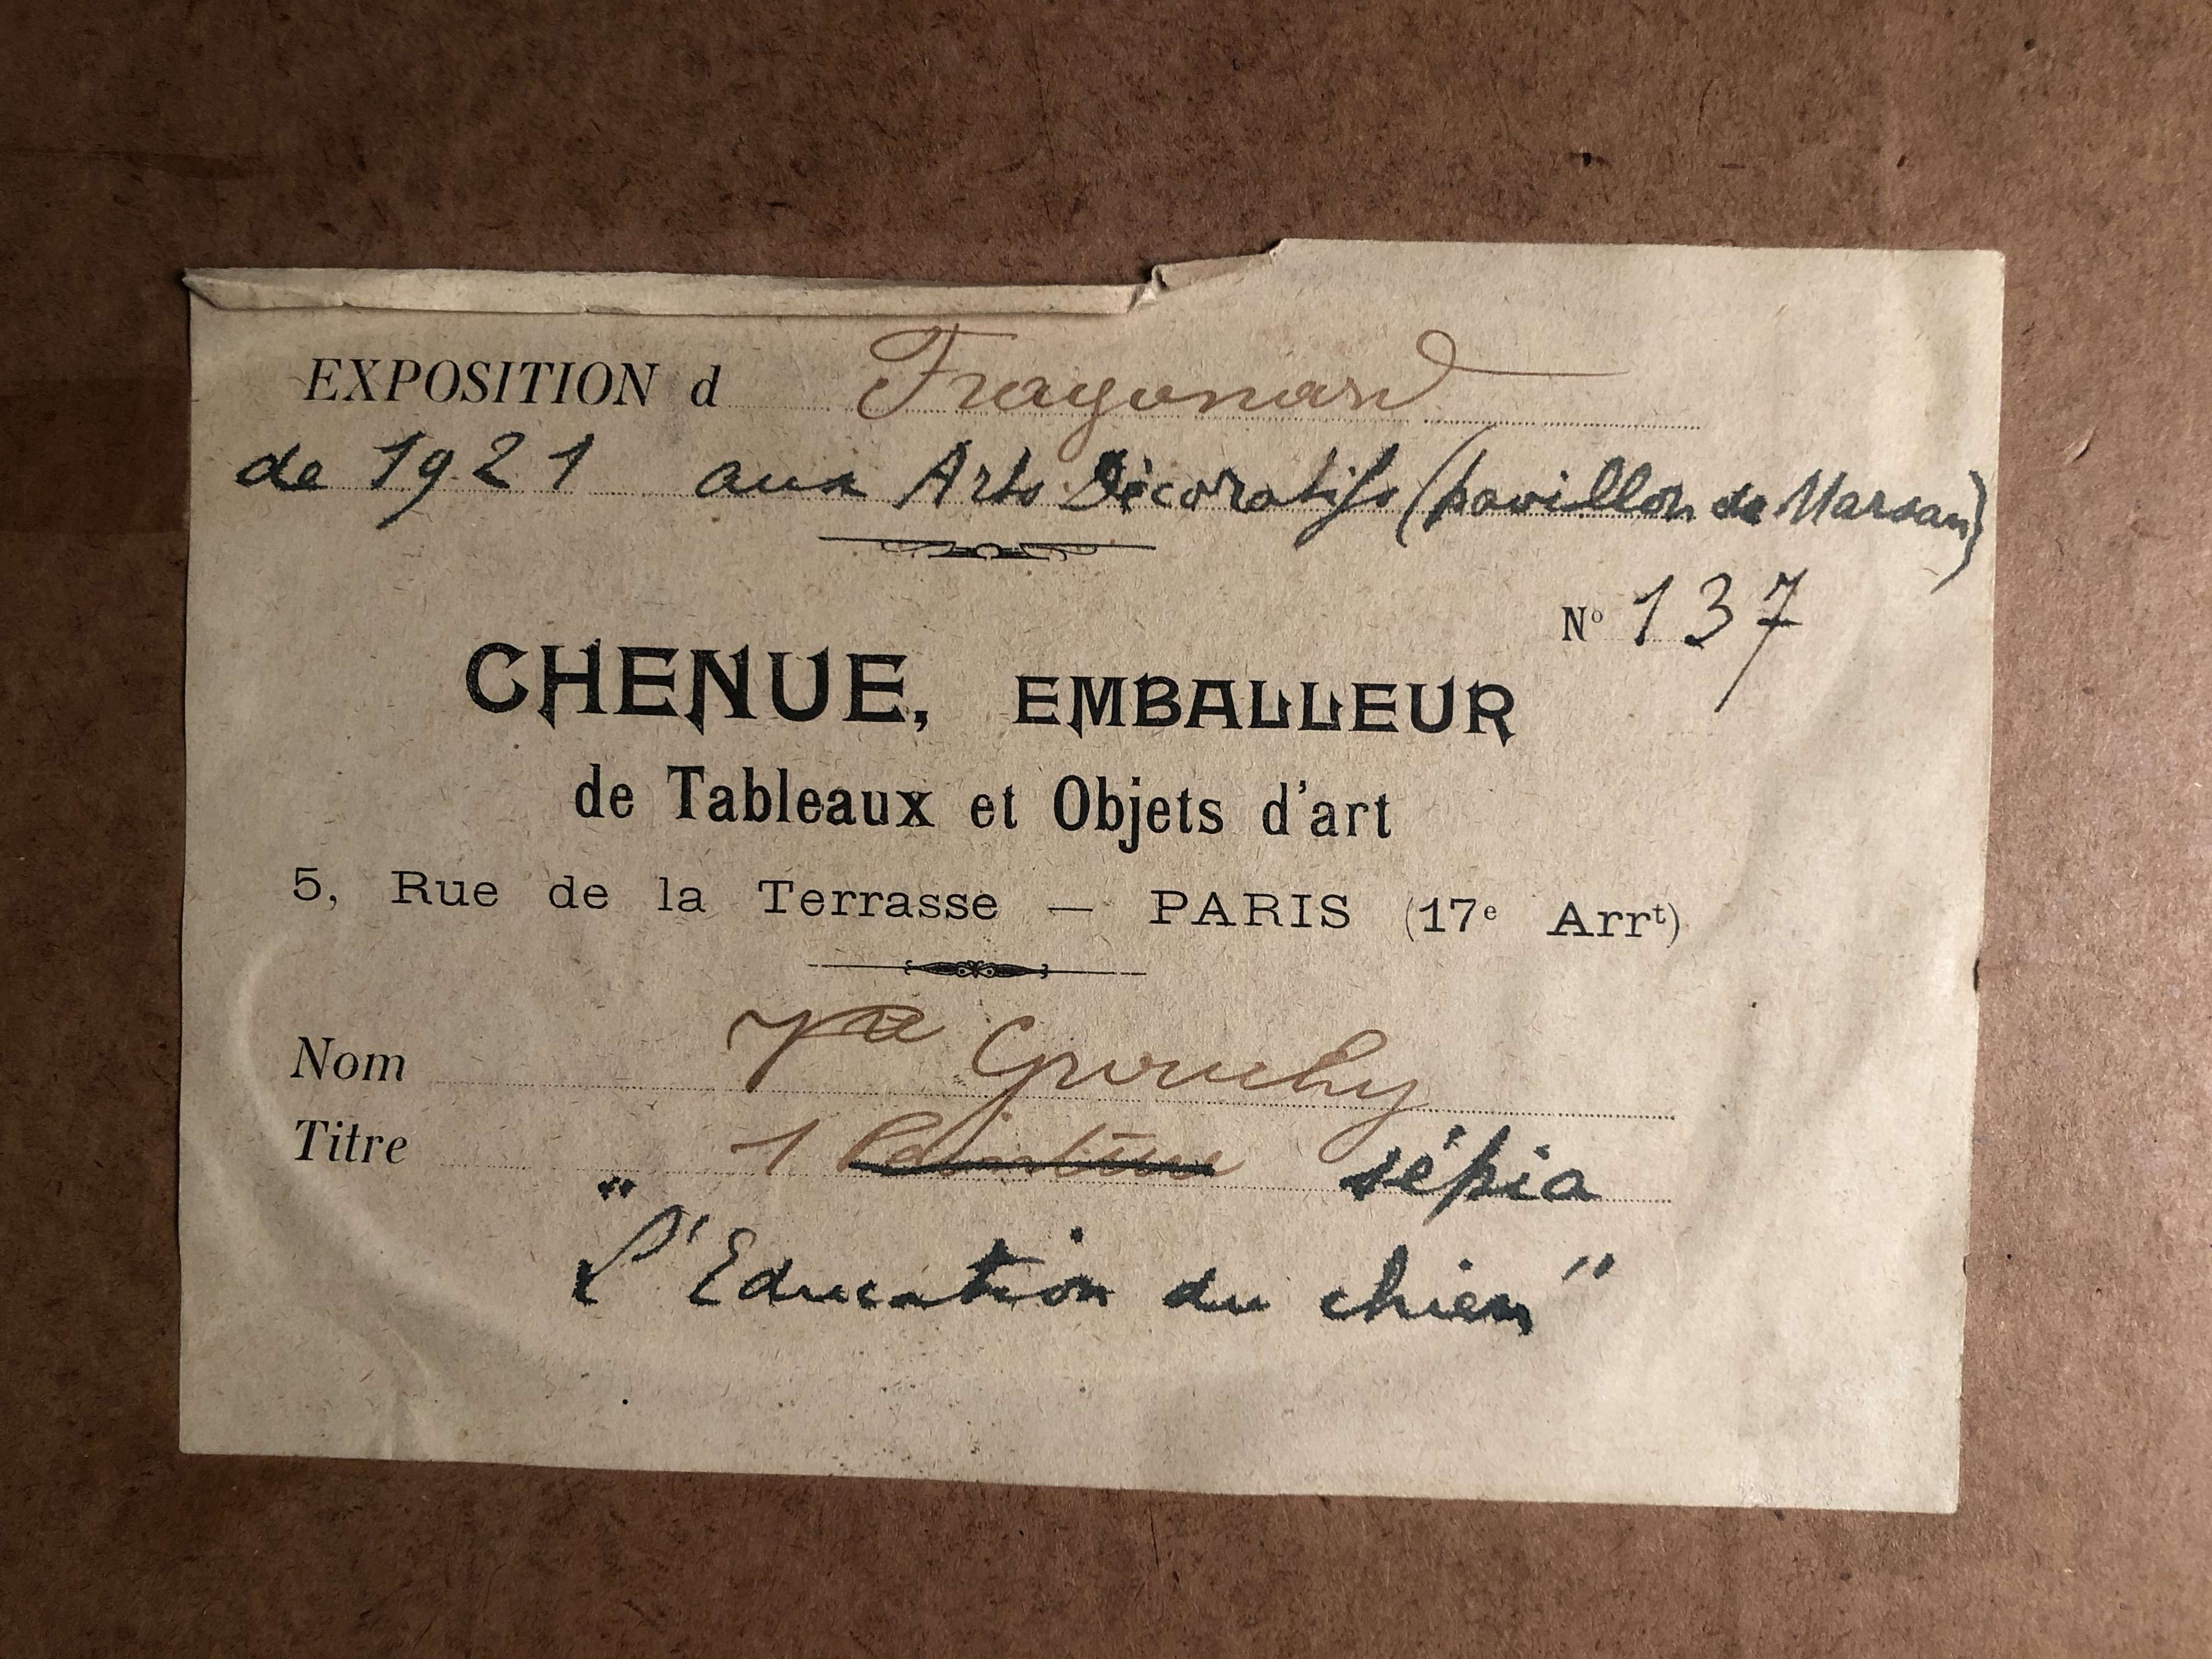 EXPOSITION d Fragonard
de 1921 aux Arts Décoratifs (pavillon de Marsan)
N° 137
CHENUE, EMBALLEUR
de Tableaux et Objets d'art
5, Rue de la Terrasse — PARIS (17e Arrt)
Nom Grouchy
Titre 1 Peinture sépia
"L'Education du chien"